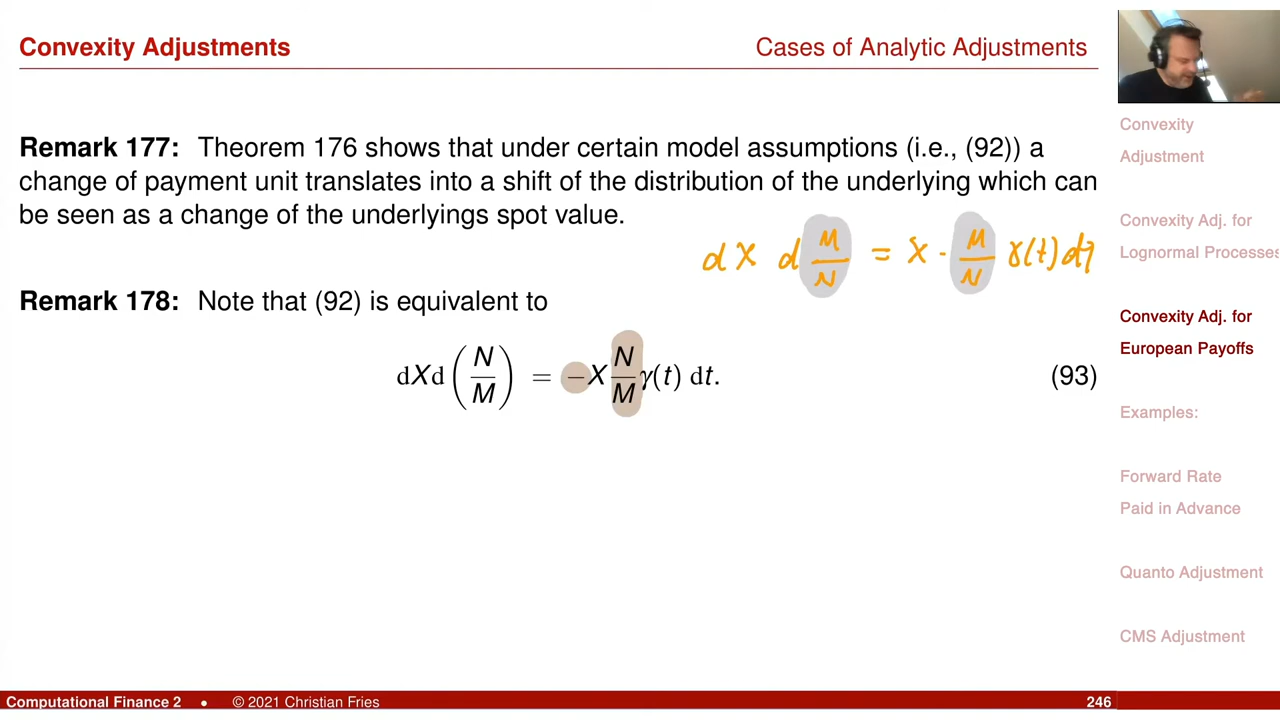 Convexity Adjustments
Cases of Analytic Adjustments
Remark 177: Theorem 176 shows that under certain model assumptions (i.e., (92)) a
change of payment unit translates into a shift of the distribution of the underlying which can
be seen as a change of the underlyings spot value.
dX d M/N = X · M/N γ(t) dt
Remark 178: Note that (92) is equivalent to
dXd(N/M) = −X N/M γ(t) dt. (93)
Convexity
Adjustment
Convexity Adj. for
Lognormal Processes
Convexity Adj. for
European Payoffs
Examples:
Forward Rate
Paid in Advance
Quanto Adjustment
CMS Adjustment
Computational Finance 2 • © 2021 Christian Fries
246